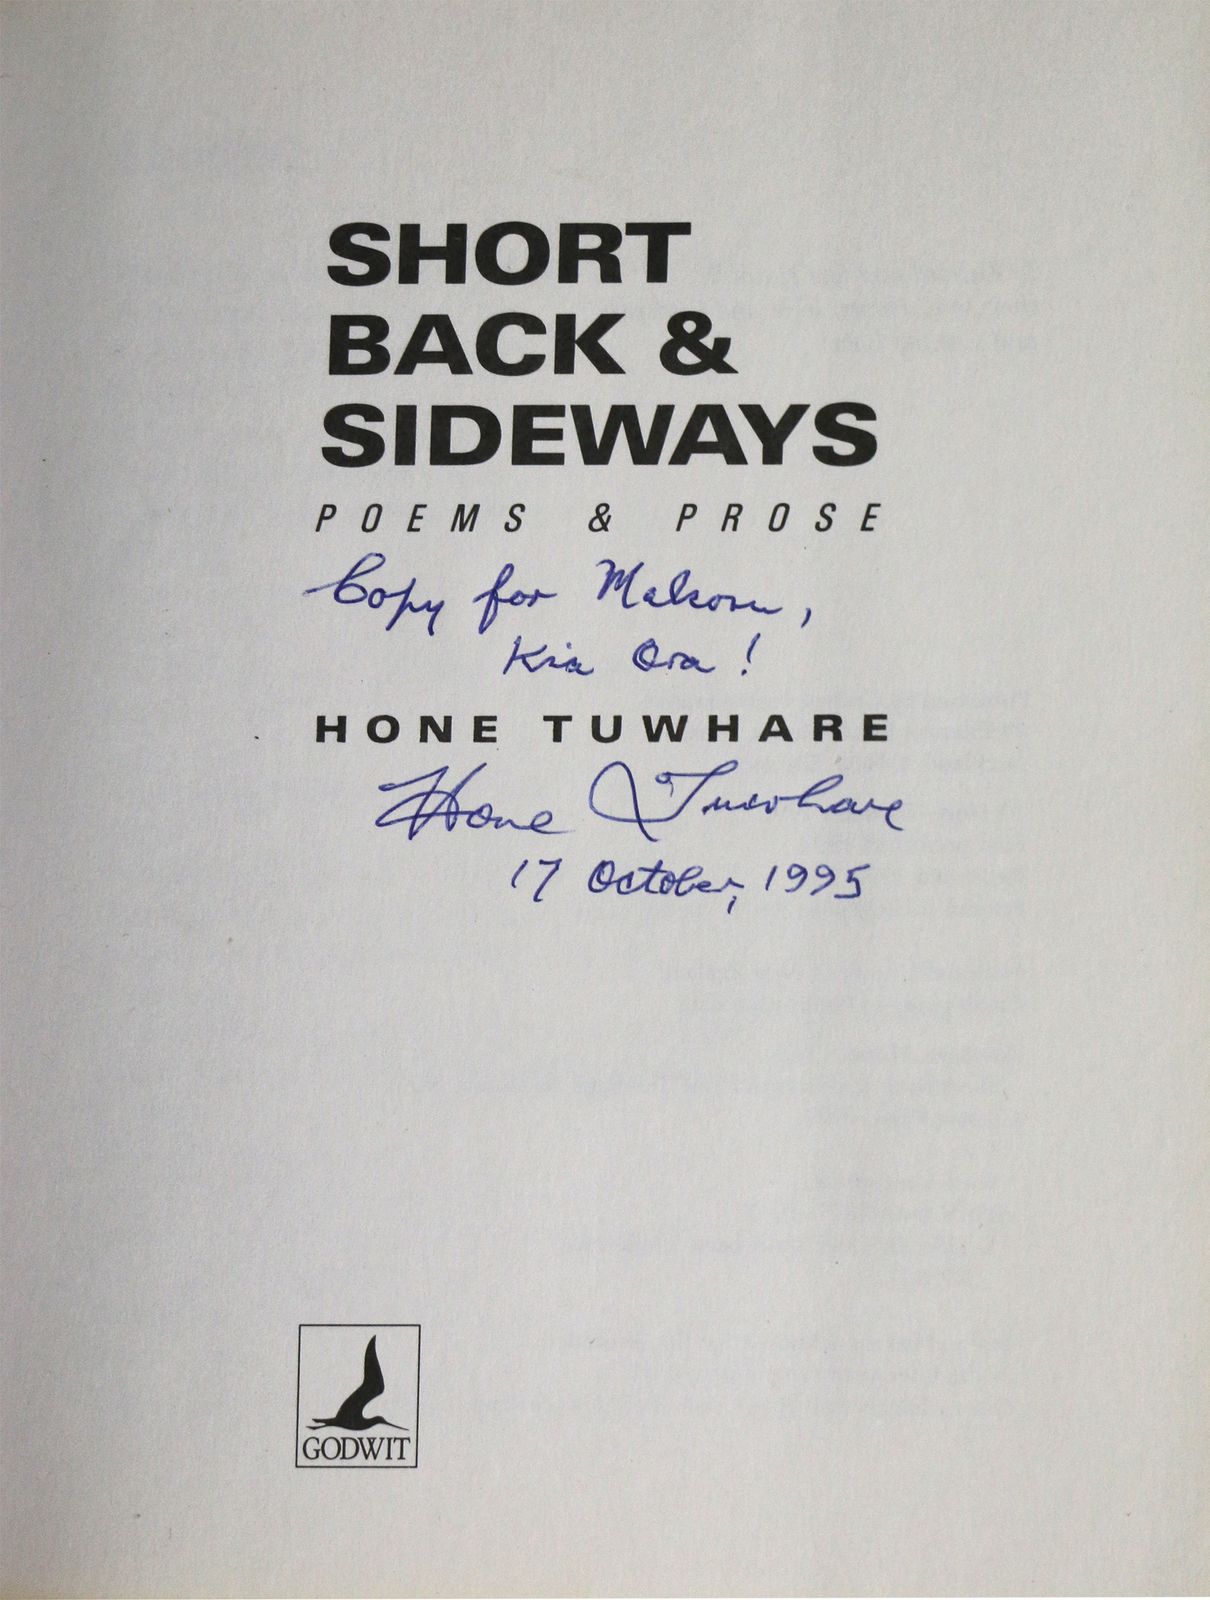 SHORT
BACK &
SIDEWAYS
POEMS & PROSE
Copy for Malcom,
Kia Ora!
HONE TUWHARE
Hone Tuwhare
17 October, 1995
GODWIT